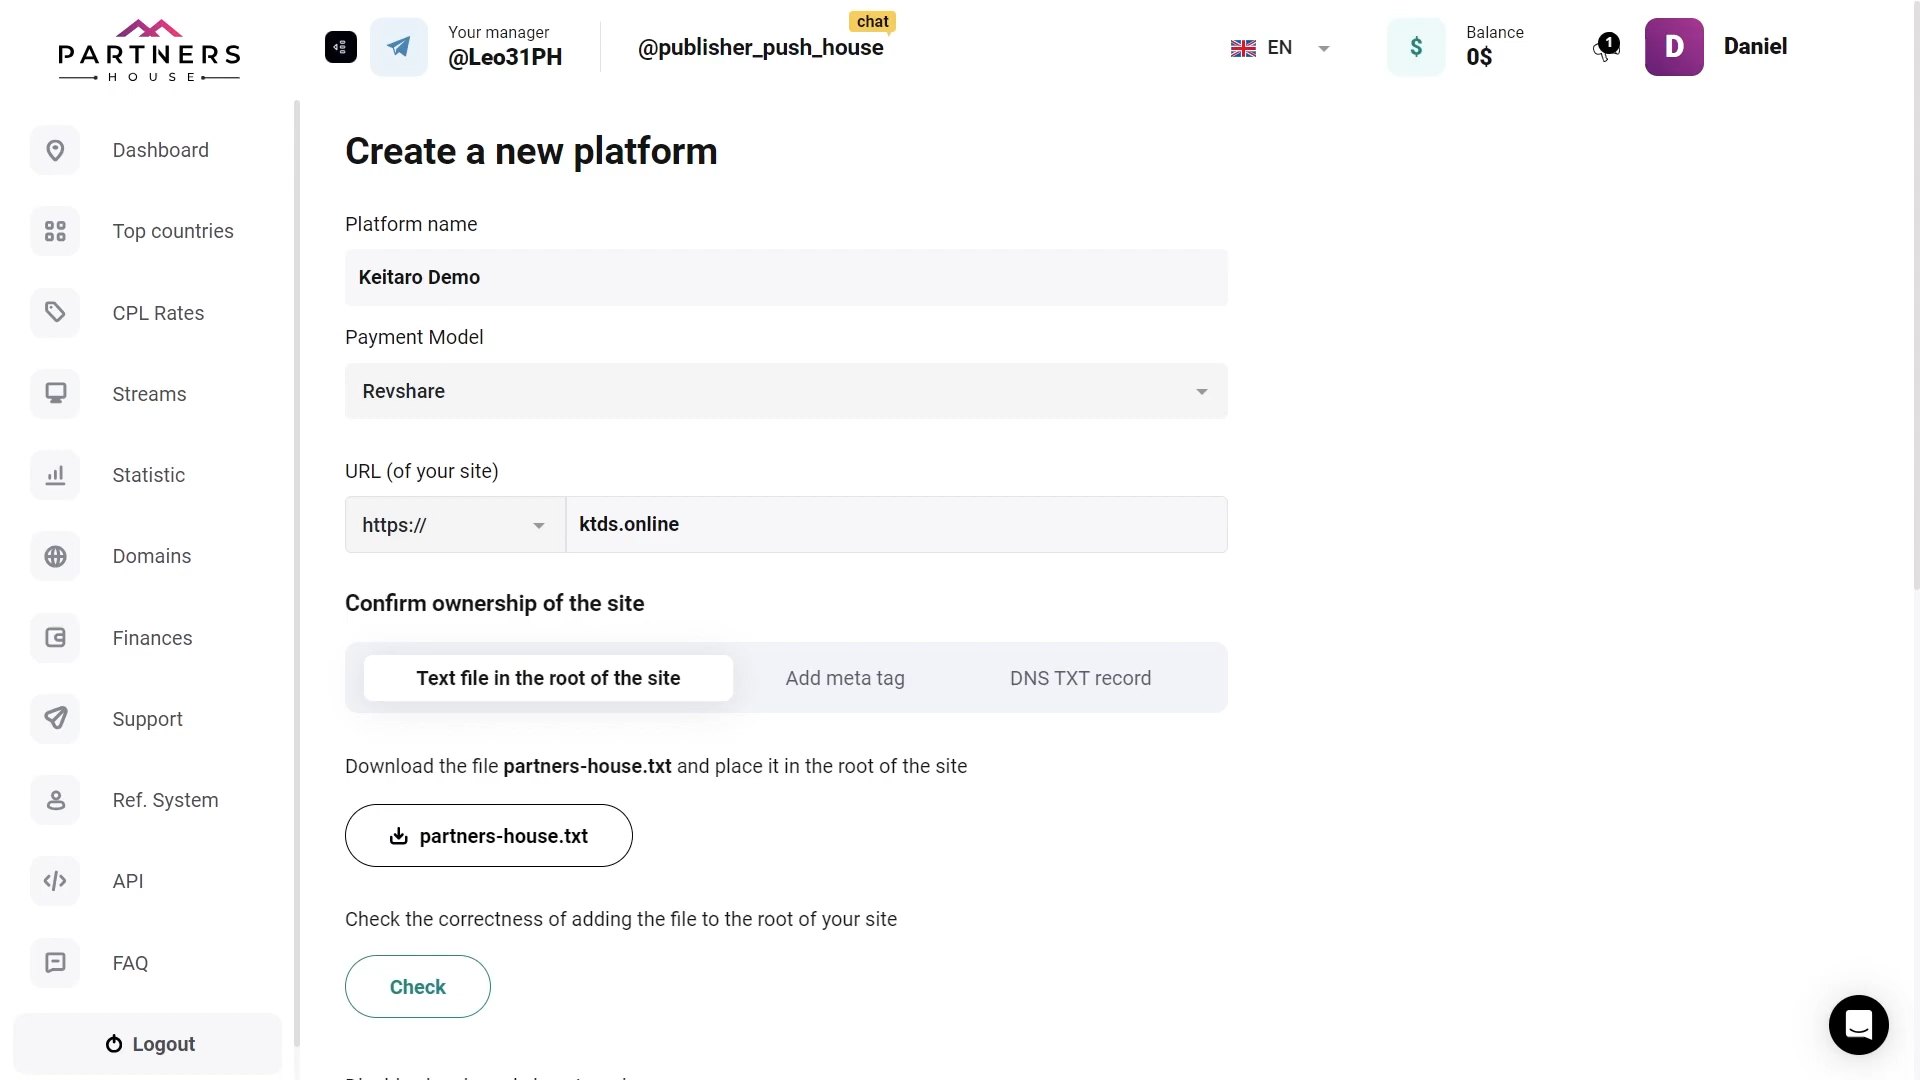 PARTNERS
HOUSE
Your manager
@Leo31PH
@publisher_push_house
chat
EN
$
Balance
0$
1
D
Daniel
Dashboard
Top countries
CPL Rates
Streams
Statistic
Domains
Finances
Support
Ref. System
API
FAQ
Logout
Create a new platform
Platform name
Keitaro Demo
Payment Model
Revshare
URL (of your site)
https://
ktds.online
Confirm ownership of the site
Text file in the root of the site
Add meta tag
DNS TXT record
Download the file partners-house.txt and place it in the root of the site
partners-house.txt
Check the correctness of adding the file to the root of your site
Check